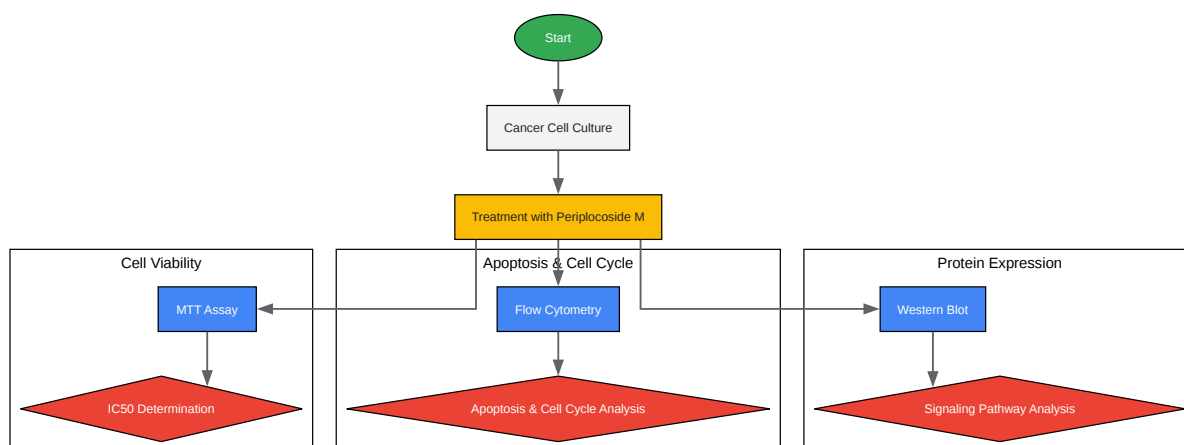 Start
Cancer Cell Culture
Treatment with Periplocoside M
Cell Viability
Apoptosis & Cell Cycle
Protein Expression
MTT Assay
Flow Cytometry
Western Blot
IC50 Determination
Apoptosis & Cell Cycle Analysis
Signaling Pathway Analysis